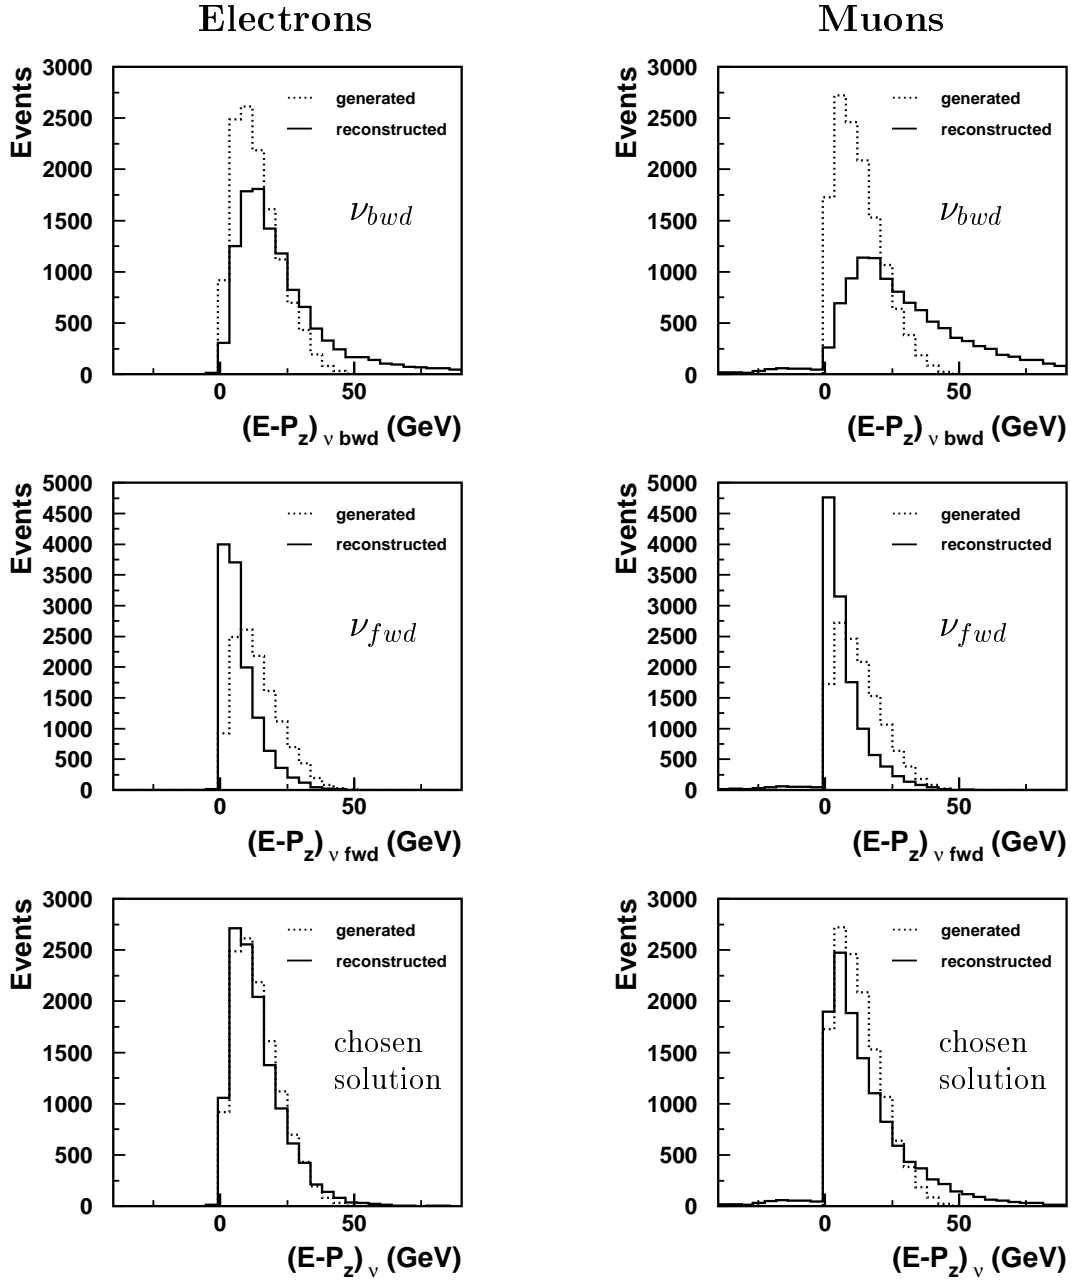 Electrons
Muons
Events
3000
2500
2000
1500
1000
500
0
generated
reconstructed
ν_bwd
0
50
(E-P_z)_ν bwd (GeV)
Events
3000
2500
2000
1500
1000
500
0
generated
reconstructed
ν_bwd
0
50
(E-P_z)_ν bwd (GeV)
Events
5000
4500
4000
3500
3000
2500
2000
1500
1000
500
0
generated
reconstructed
ν_fwd
0
50
(E-P_z)_ν fwd (GeV)
Events
5000
4500
4000
3500
3000
2500
2000
1500
1000
500
0
generated
reconstructed
ν_fwd
0
50
(E-P_z)_ν fwd (GeV)
Events
3000
2500
2000
1500
1000
500
0
generated
reconstructed
chosen
solution
0
50
(E-P_z)_ν (GeV)
Events
3000
2500
2000
1500
1000
500
0
generated
reconstructed
chosen
solution
0
50
(E-P_z)_ν (GeV)